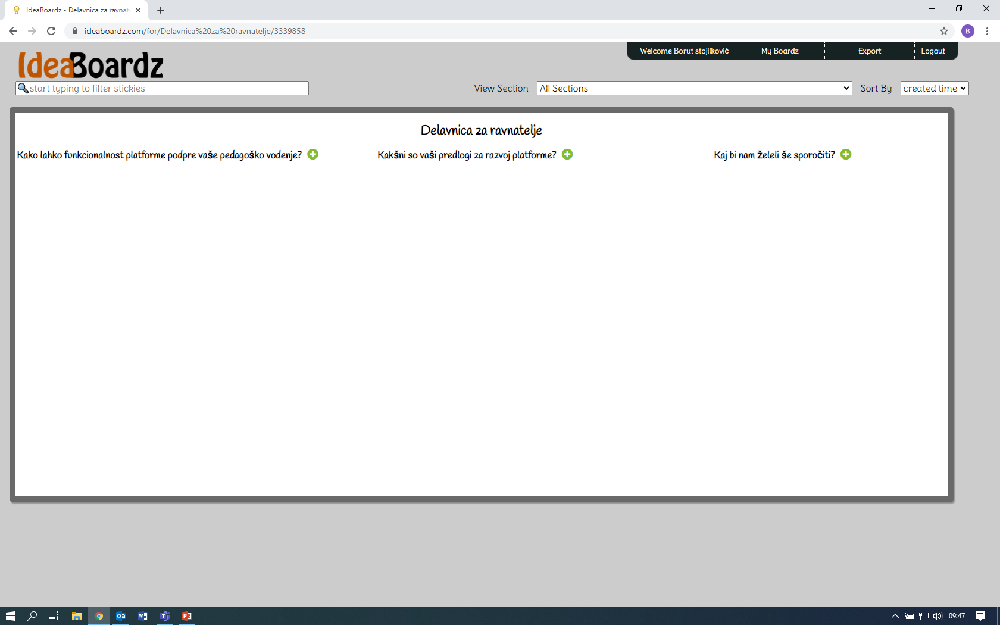 IdeaBoardz - Delavnica za ravnat
ideaboardz.com/for/Delavnica%20za%20ravnatelje/3339858
B
Welcome Borut stojilković
My Boardz
Export
Logout
IdeaBoardz
start typing to filter stickies
View Section
All Sections
Sort By
created time
Delavnica za ravnatelje
Kako lahko funkcionalnost platforme podpre vaše pedagoško vodenje?
Kakšni so vaši predlogi za razvoj platforme?
Kaj bi nam želeli še sporočiti?
09:47